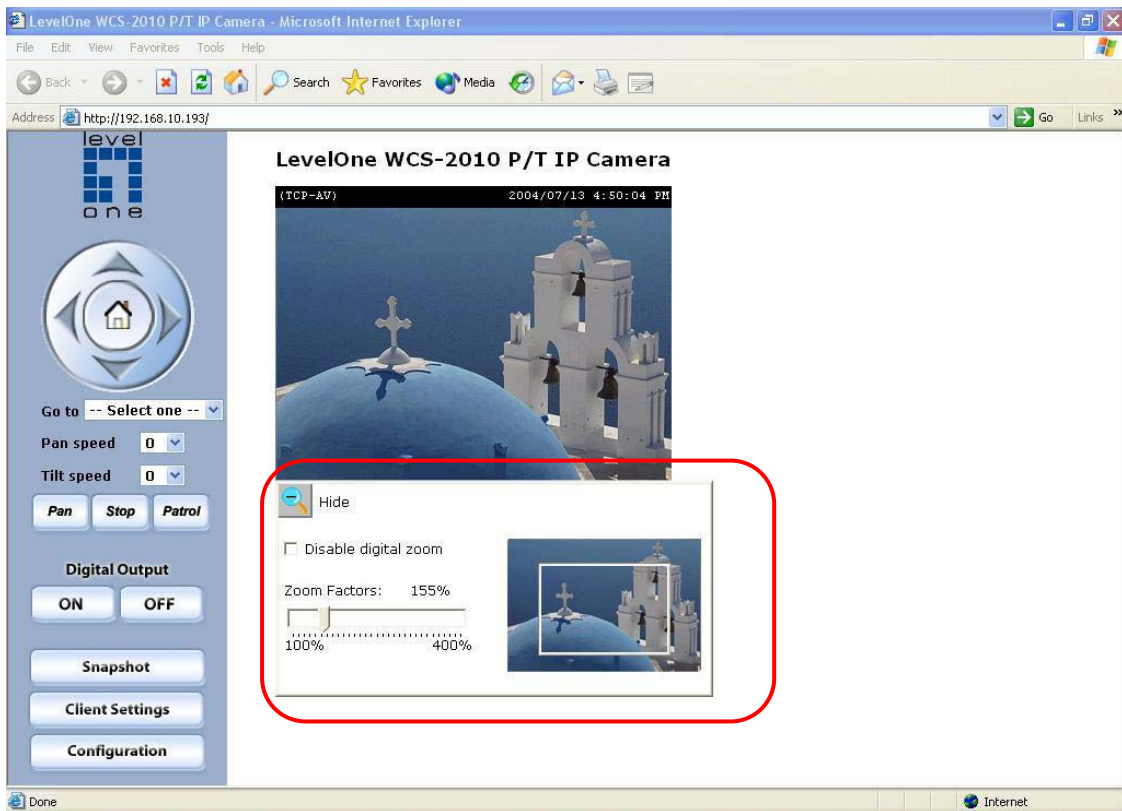 LevelOne WCS-2010 P/T IP Camera - Microsoft Internet Explorer
File Edit View Favorites Tools Help
Back Search Favorites Media
Address http://192.168.10.193/ Go Links »
level
one
LevelOne WCS-2010 P/T IP Camera
(TCP-AV) 2004/07/13 4:50:04 PM
Go to -- Select one --
Pan speed 0
Tilt speed 0
Pan Stop Patrol
Digital Output
ON OFF
Snapshot
Client Settings
Configuration
Hide
Disable digital zoom
Zoom Factors: 155%
100% 400%
Done Internet